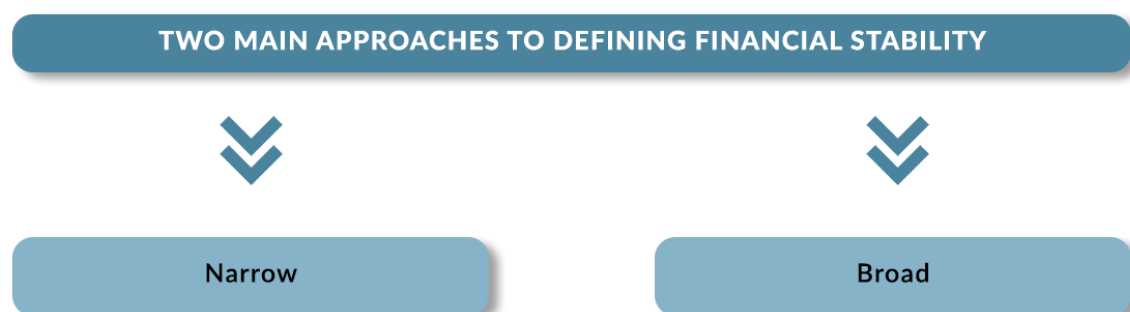 TWO MAIN APPROACHES TO DEFINING FINANCIAL STABILITY
Narrow
Broad